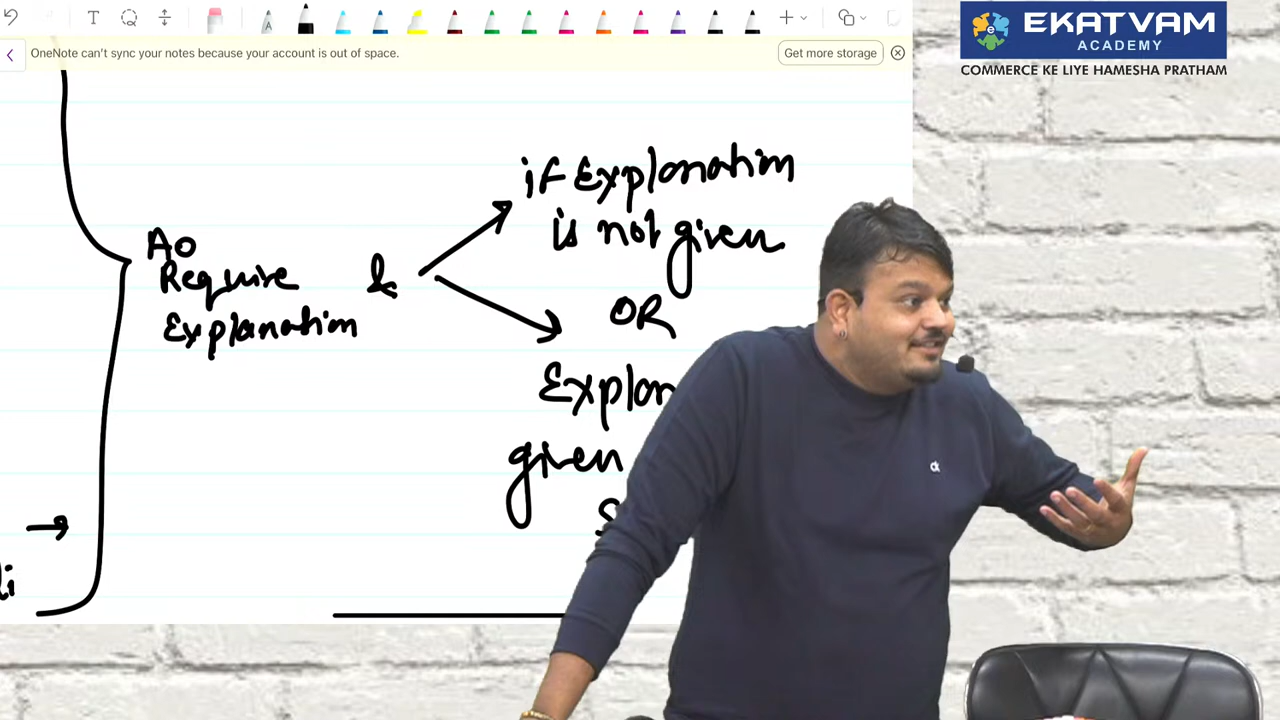 EKATVAM
ACADEMY
COMMERCE KE LIYE HAMESHA PRATHAM
OneNote can't sync your notes because your account is out of space.
Get more storage
if Explanation
is not given
AO
Require
Explanation
&
OR
given